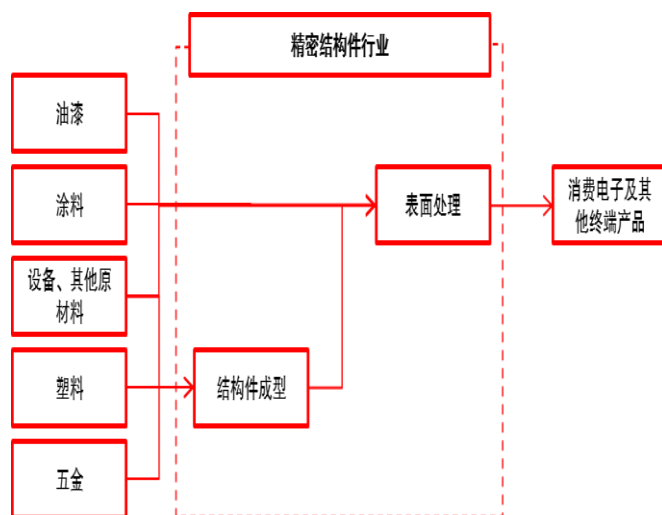 精密结构件行业
油漆
涂料
设备、其他原
材料
塑料
五金
结构件成型
表面处理
消费电子及其
他终端产品